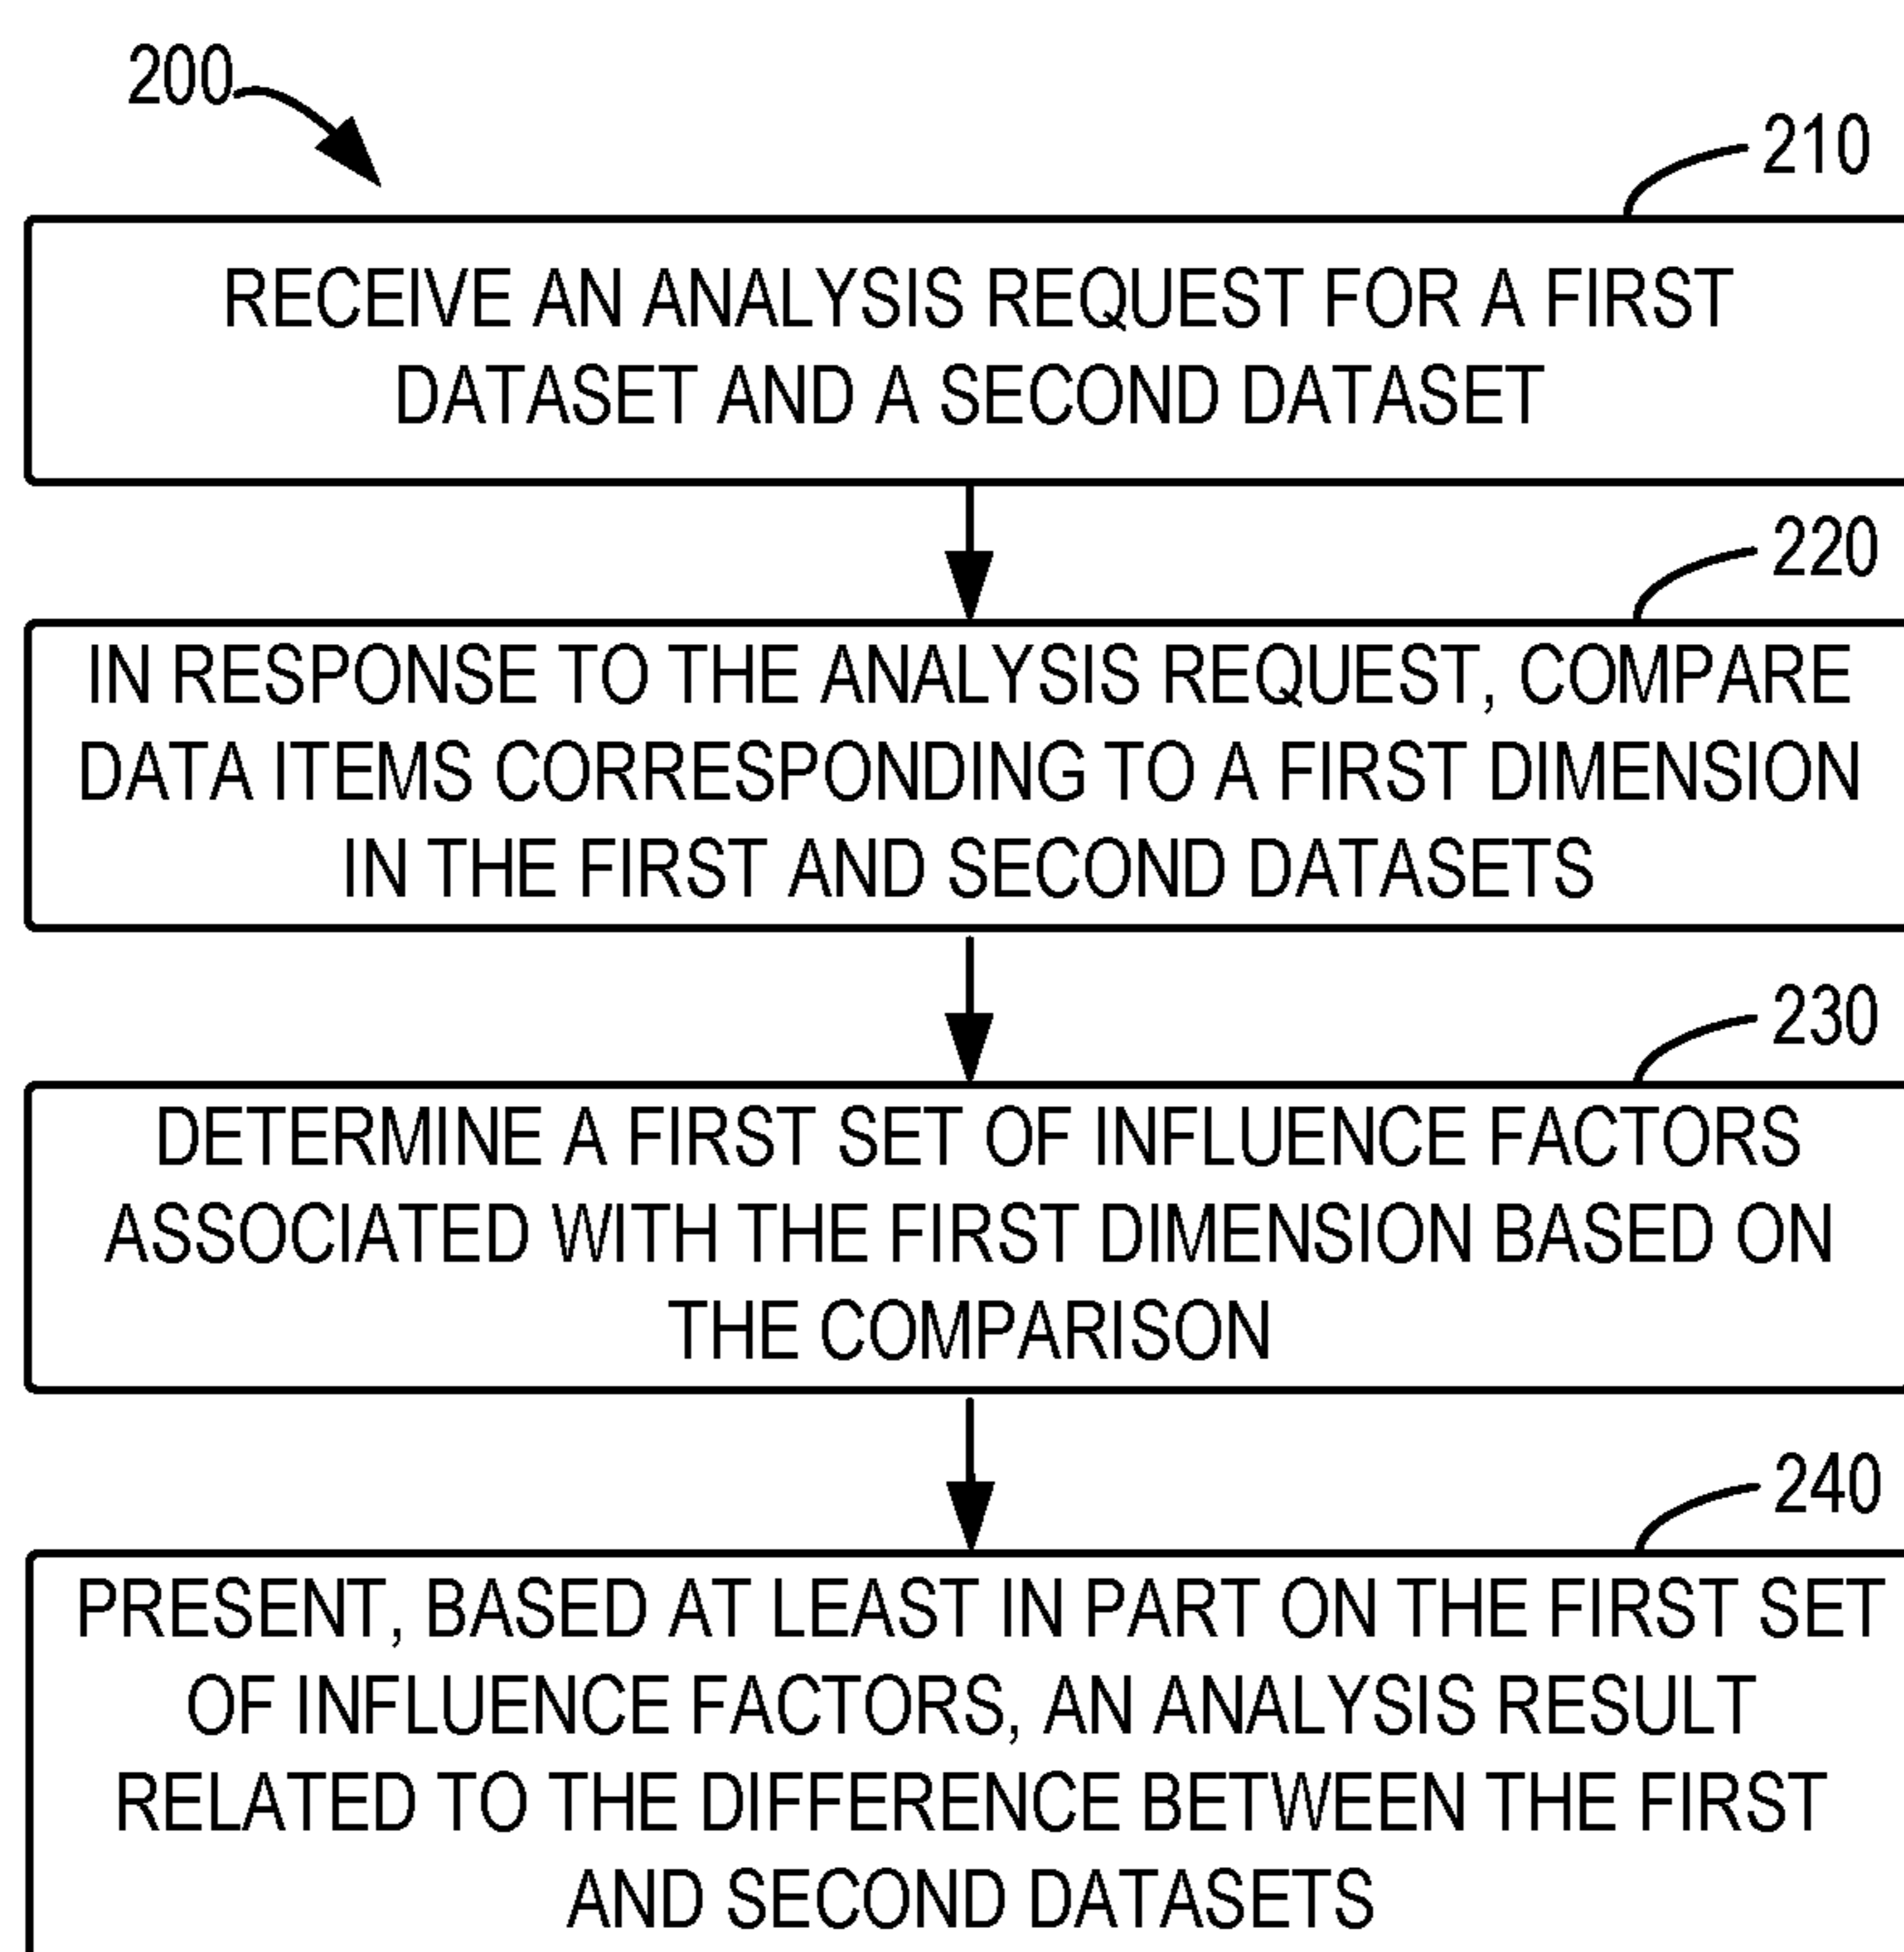 200
210
RECEIVE AN ANALYSIS REQUEST FOR A FIRST
DATASET AND A SECOND DATASET
220
IN RESPONSE TO THE ANALYSIS REQUEST, COMPARE
DATA ITEMS CORRESPONDING TO A FIRST DIMENSION
IN THE FIRST AND SECOND DATASETS
230
DETERMINE A FIRST SET OF INFLUENCE FACTORS
ASSOCIATED WITH THE FIRST DIMENSION BASED ON
THE COMPARISON
240
PRESENT, BASED AT LEAST IN PART ON THE FIRST SET
OF INFLUENCE FACTORS, AN ANALYSIS RESULT
RELATED TO THE DIFFERENCE BETWEEN THE FIRST
AND SECOND DATASETS